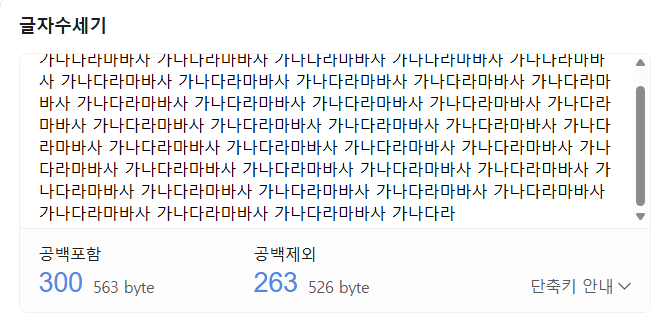 글자수세기
가나다라마바사 가나다라마바사 가나다라마바사 가나다라마바사 가나다라마바
사 가나다라마바사 가나다라마바사 가나다라마바사 가나다라마바사 가나다라마
바사 가나다라마바사 가나다라마바사 가나다라마바사 가나다라마바사 가나다라
마바사 가나다라마바사 가나다라마바사 가나다라마바사 가나다라마바사 가나다
라마바사 가나다라마바사 가나다라마바사 가나다라마바사 가나다라마바사 가나
다라마바사 가나다라마바사 가나다라마바사 가나다라마바사 가나다라마바사 가
나다라마바사 가나다라마바사 가나다라마바사 가나다라마바사 가나다라마바사
가나다라마바사 가나다라마바사 가나다라마바사 가나다라
공백포함 공백제외
300 563 byte 263 526 byte 단축키 안내